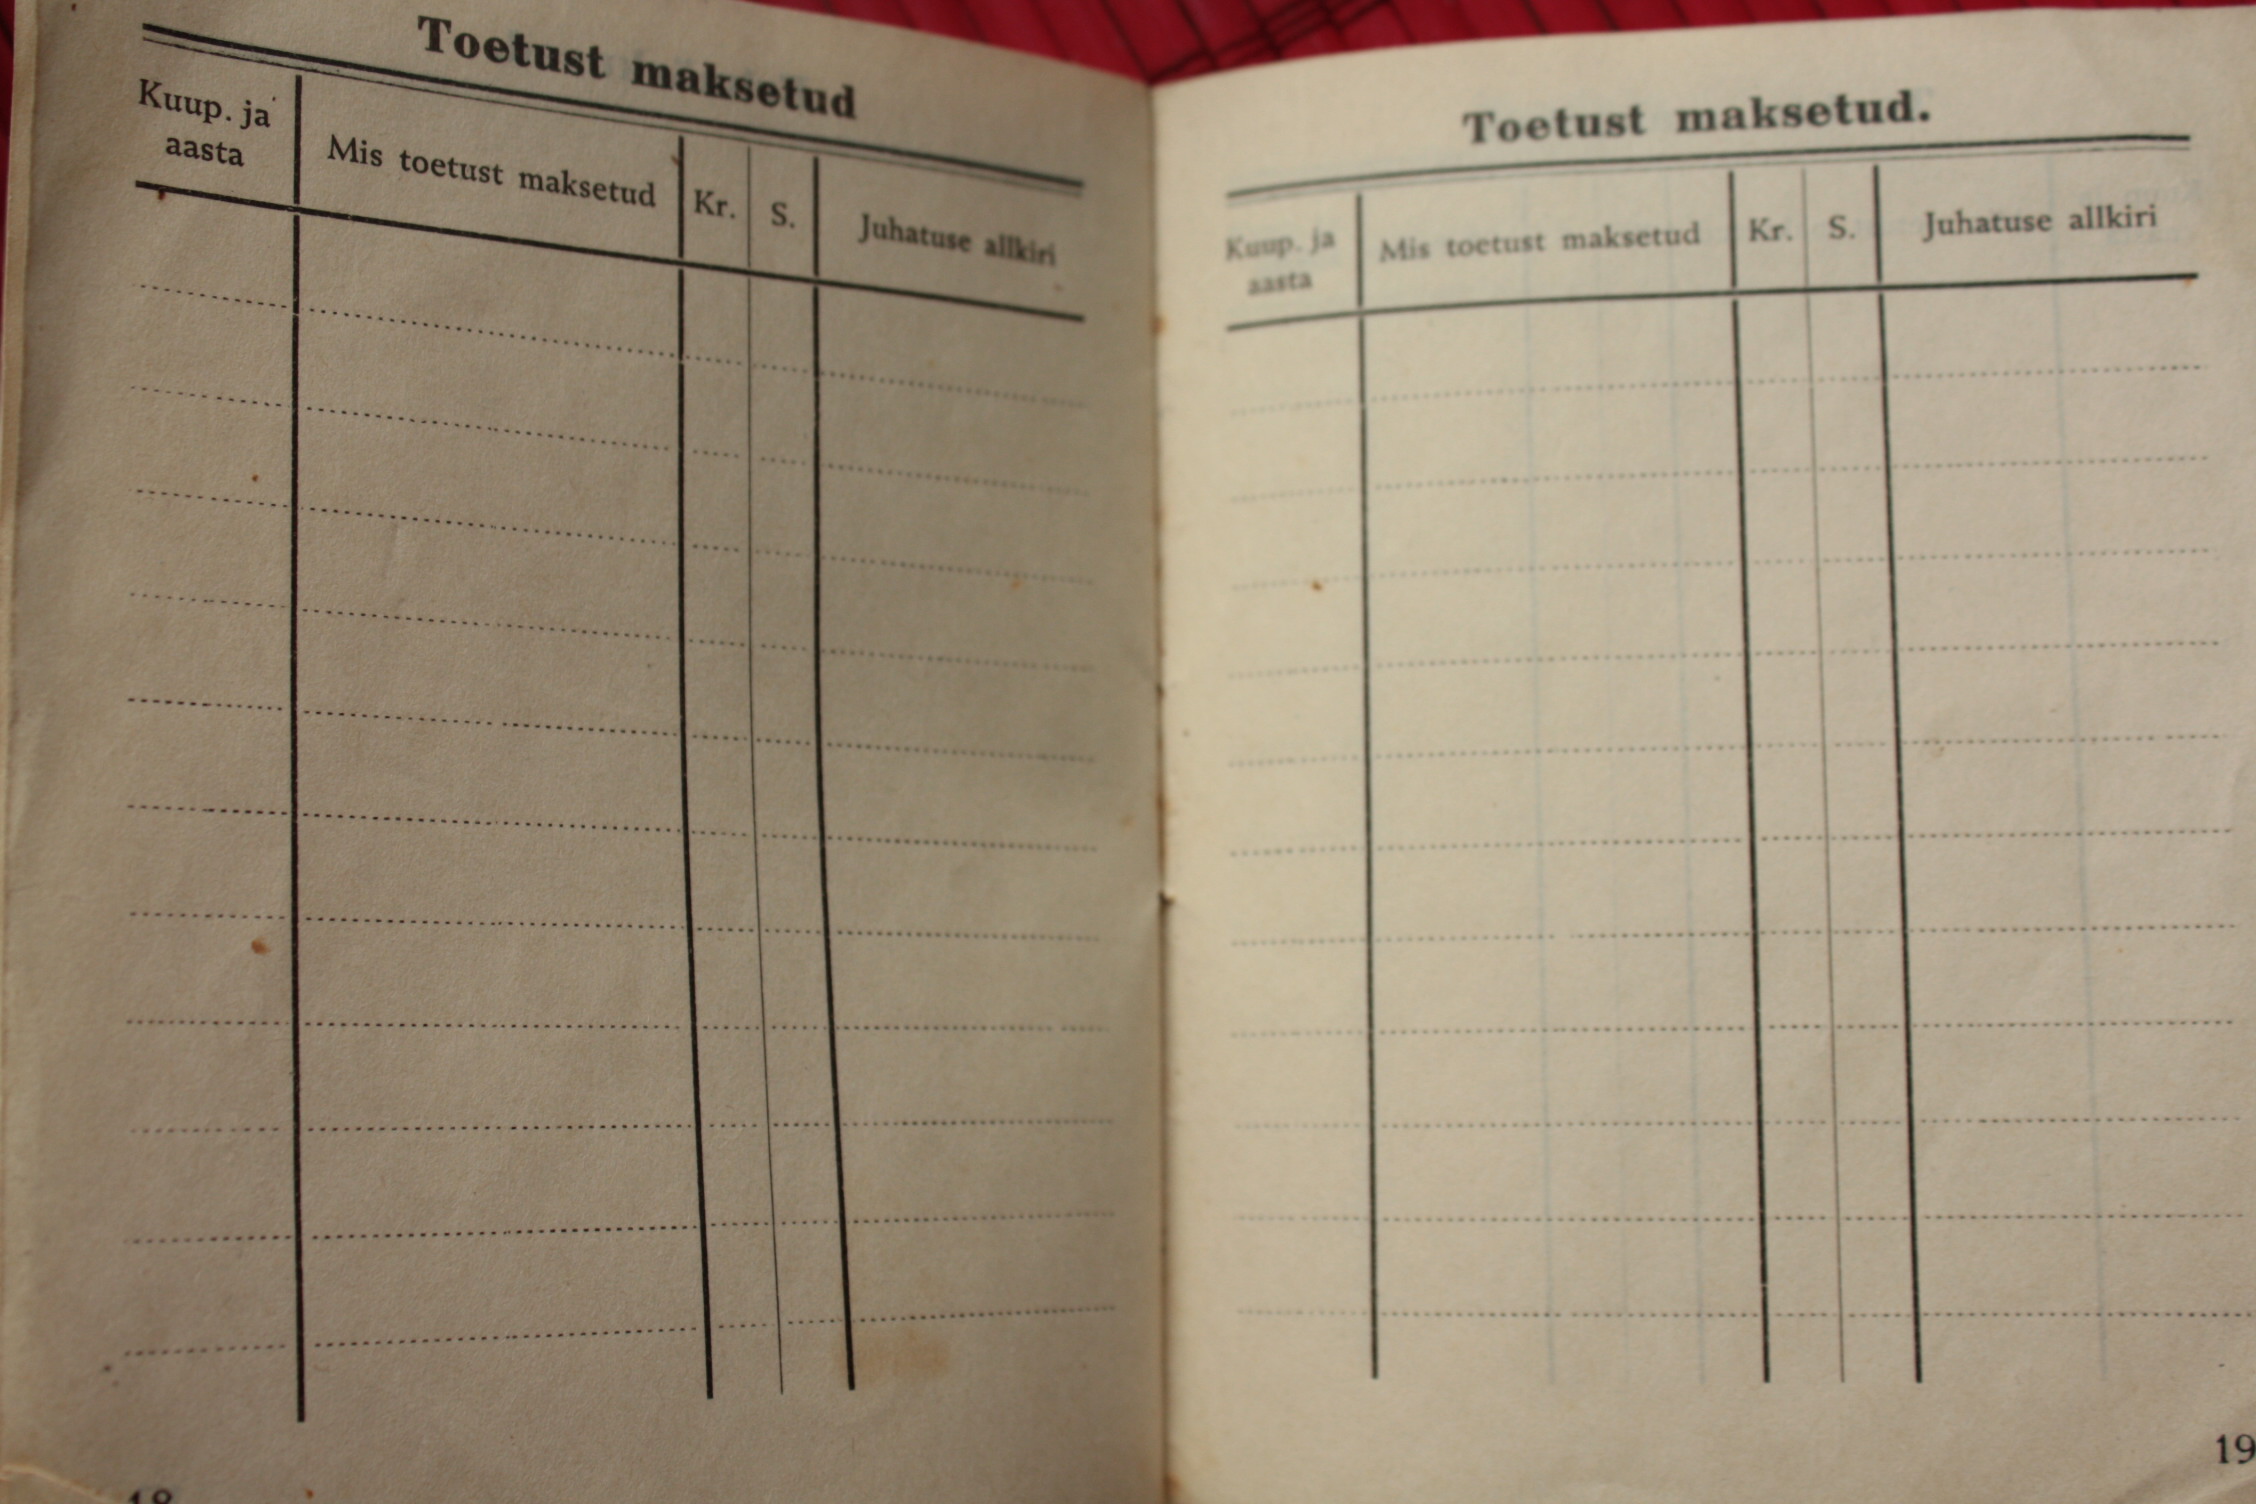 Toetust maksetud
Kuup. ja
aasta
Mis toetust maksetud
Kr.
S.
Juhatuse allkiri
18
Toetust maksetud.
Kuup. ja
aasta
Mis toetust maksetud
Kr.
S.
Juhatuse allkiri
19